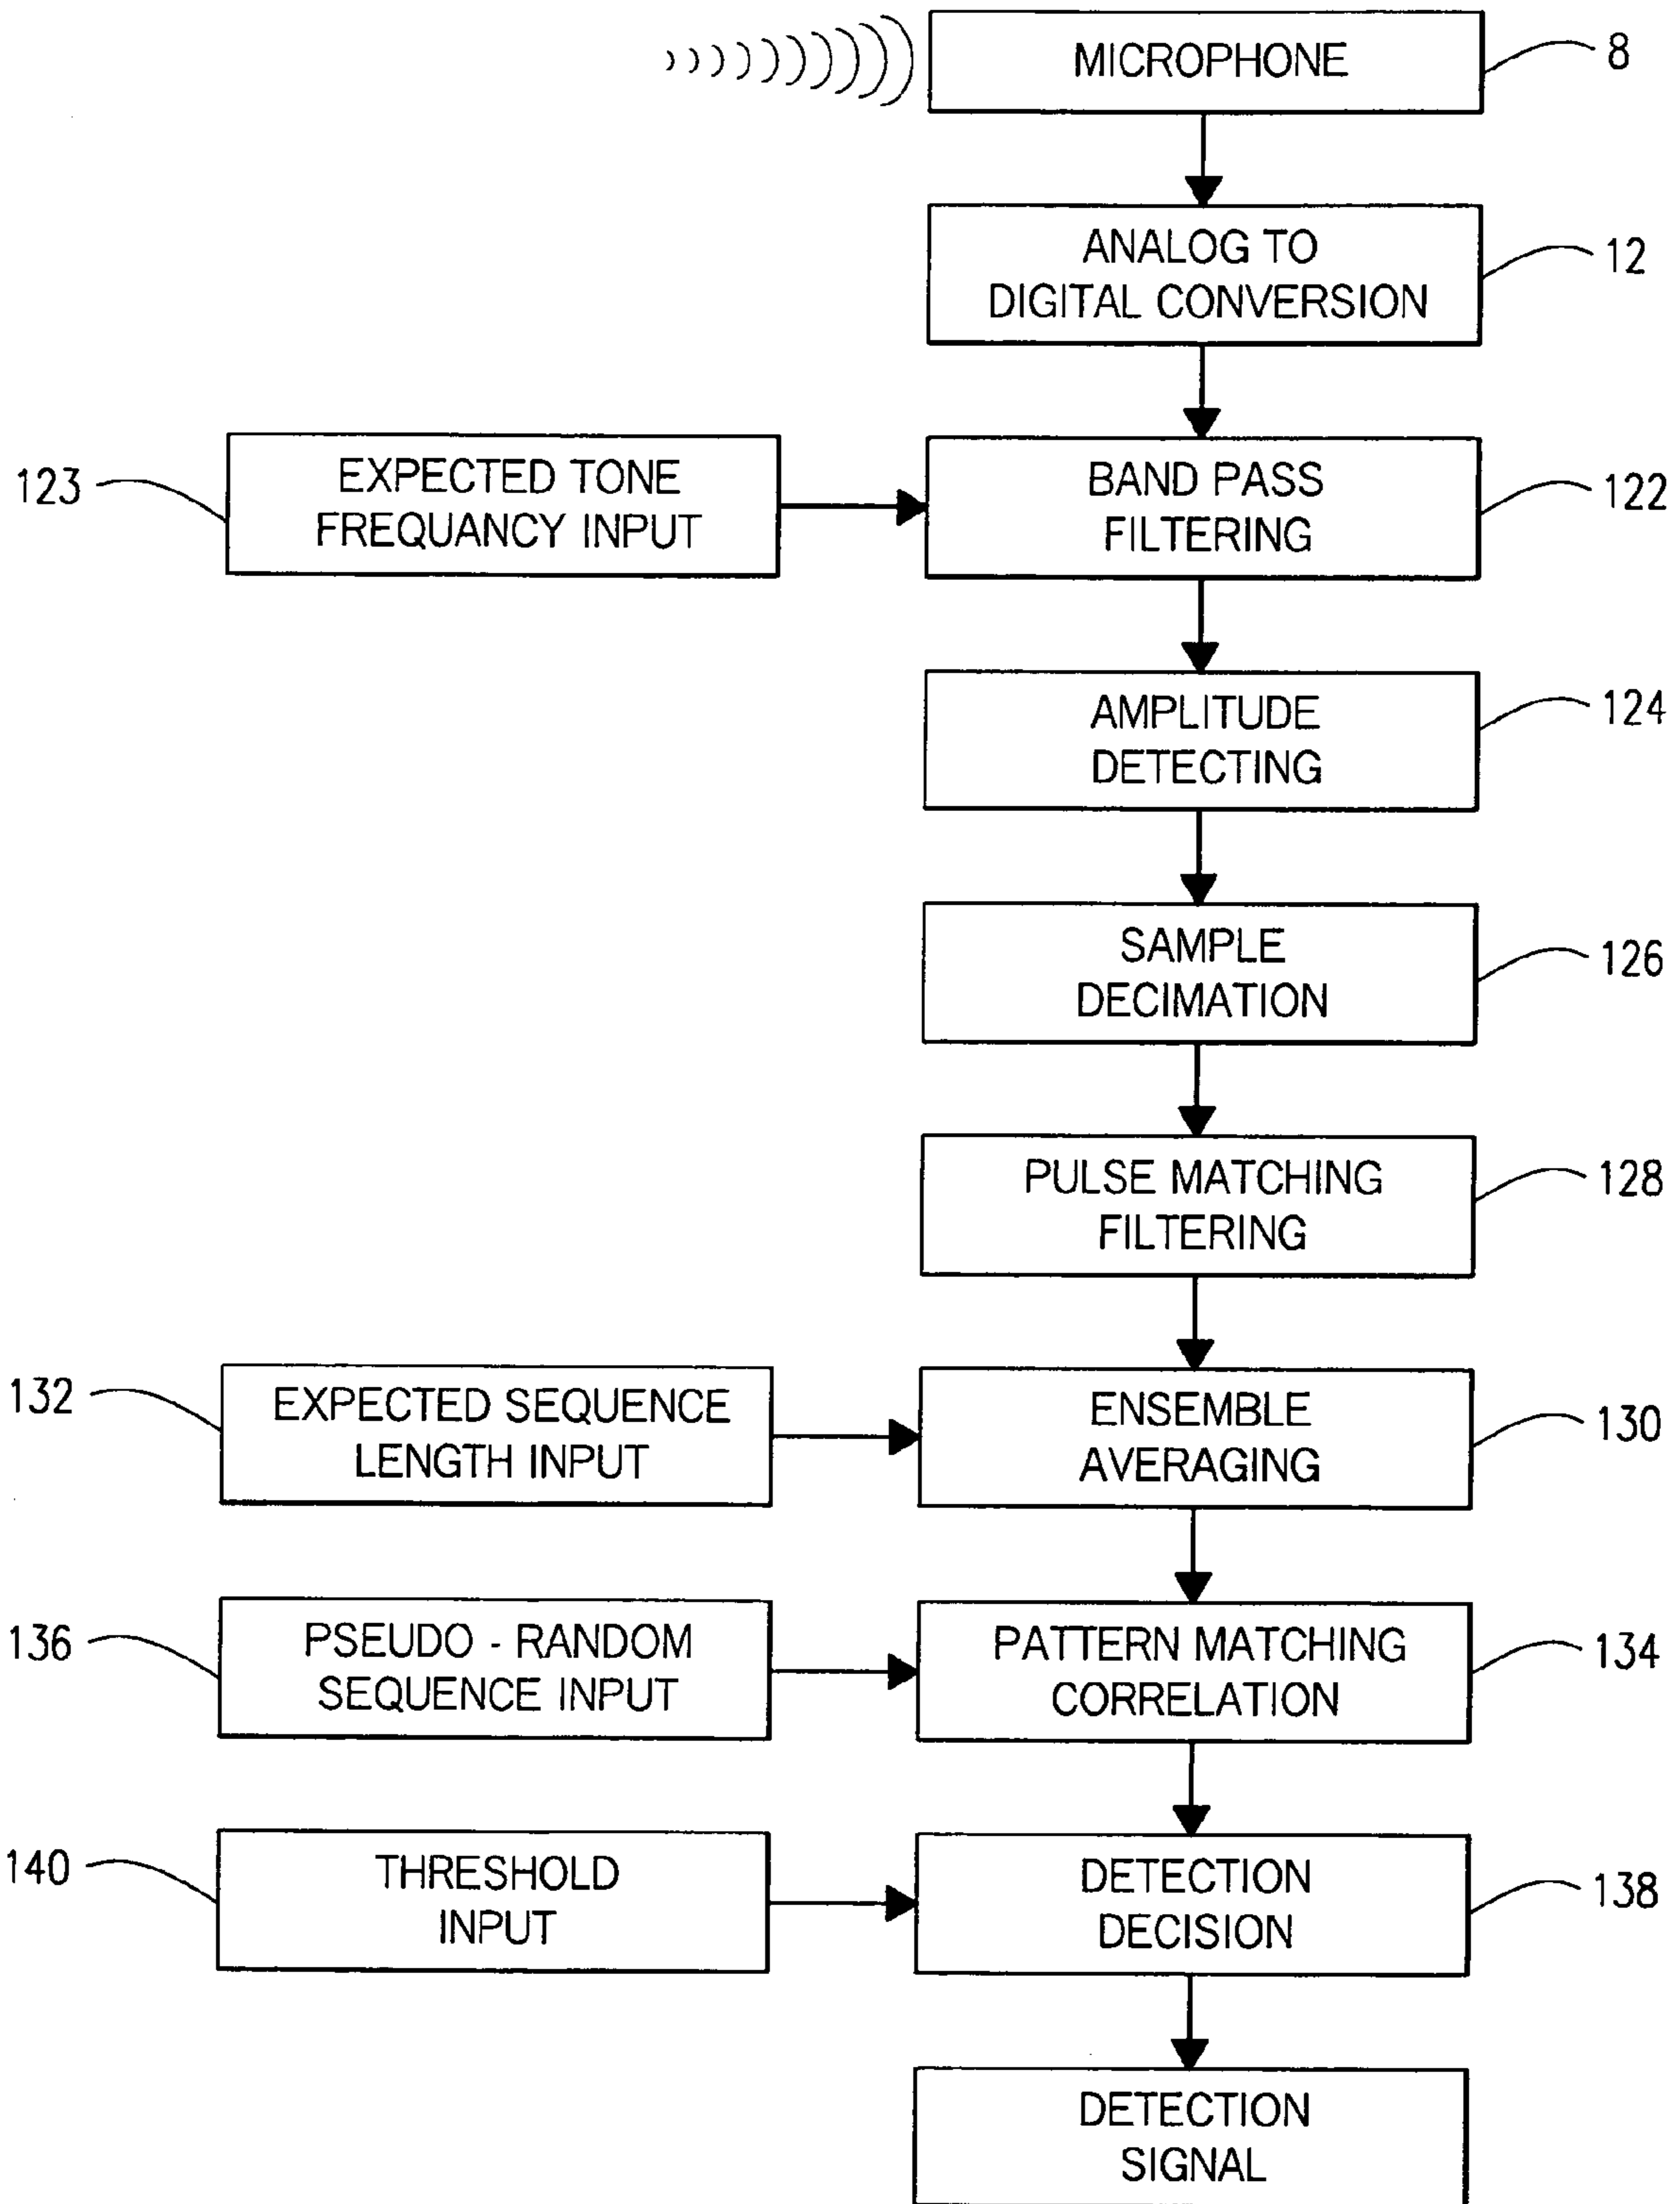 MICROPHONE
8
ANALOG TO
DIGITAL CONVERSION
12
123
EXPECTED TONE
FREQUANCY INPUT
BAND PASS
FILTERING
122
AMPLITUDE
DETECTING
124
SAMPLE
DECIMATION
126
PULSE MATCHING
FILTERING
128
132
EXPECTED SEQUENCE
LENGTH INPUT
ENSEMBLE
AVERAGING
130
136
PSEUDO - RANDOM
SEQUENCE INPUT
PATTERN MATCHING
CORRELATION
134
140
THRESHOLD
INPUT
DETECTION
DECISION
138
DETECTION
SIGNAL